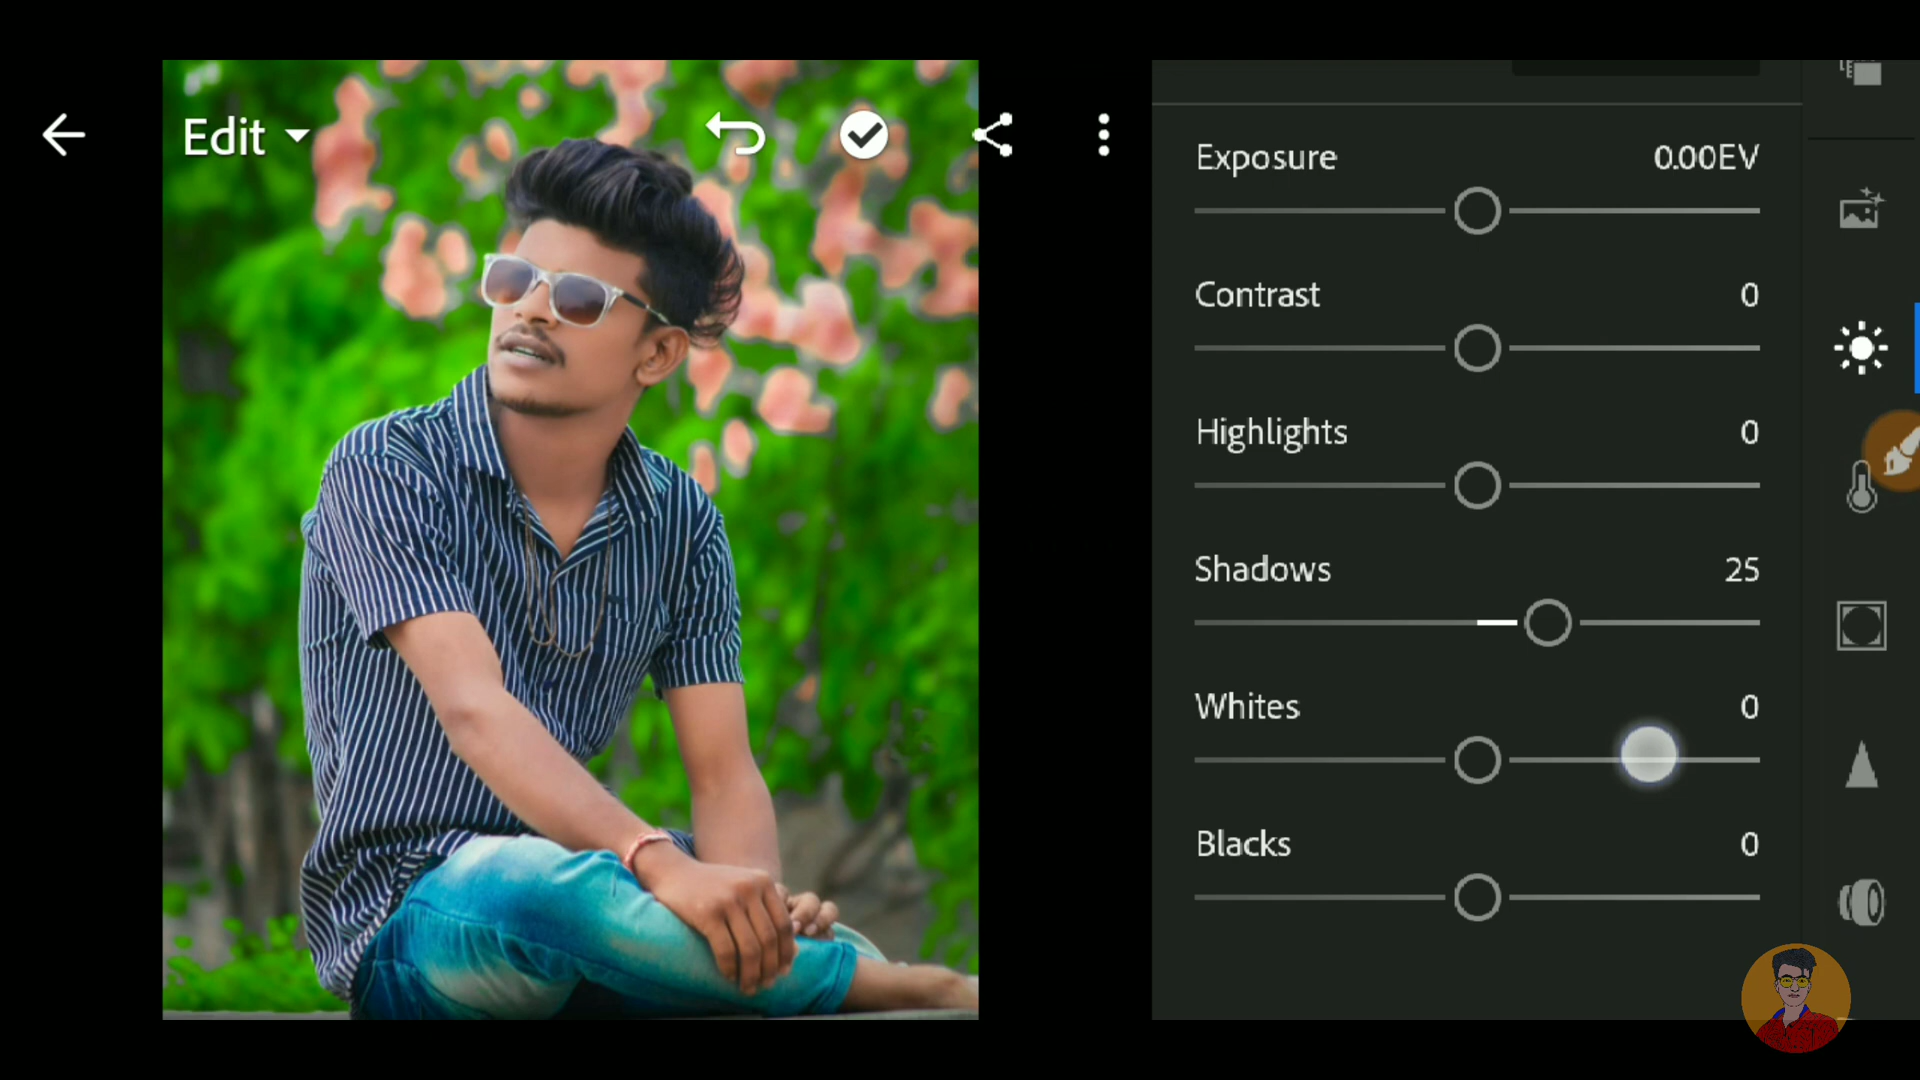 Edit
Exposure 0.00EV
Contrast 0
Highlights 0
Shadows 25
Whites 0
Blacks 0